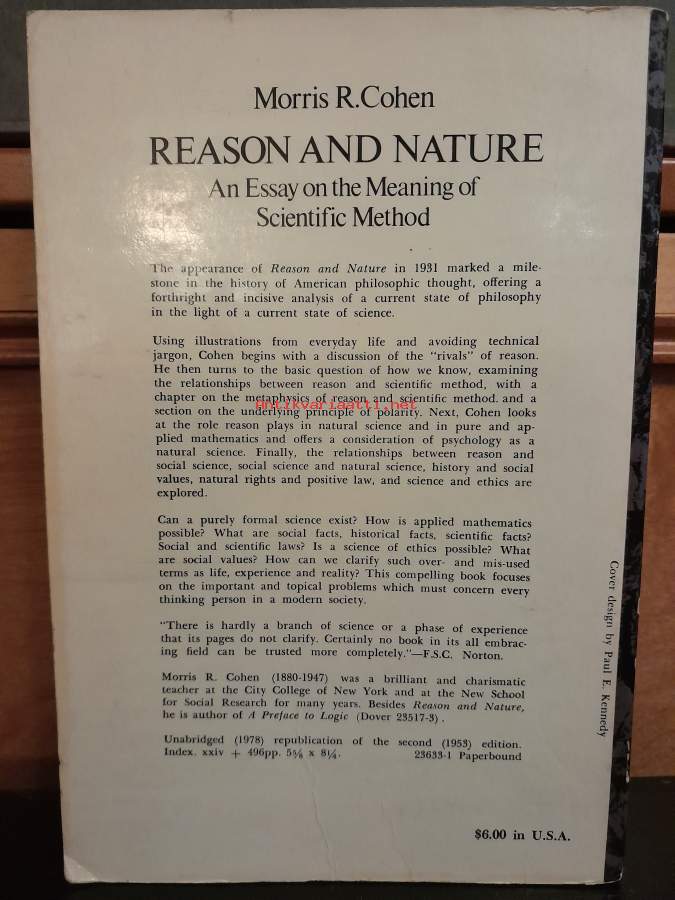 Morris R. Cohen
REASON AND NATURE
An Essay on the Meaning of
Scientific Method
The appearance of Reason and Nature in 1931 marked a mile-
stone in the history of American philosophic thought, offering a
forthright and incisive analysis of a current state of philosophy
in the light of a current state of science.
Using illustrations from everyday life and avoiding technical
jargon, Cohen begins with a discussion of the "rivals" of reason.
He then turns to the basic question of how we know, examining
the relationships between reason and scientific method, with a
chapter on the metaphysics of reason and scientific method, and a
antikvariaatti.net
section on the underlying principle of polarity. Next, Cohen looks
at the role reason plays in natural science and in pure and ap-
plied mathematics and offers a consideration of psychology as a
natural science. Finally, the relationships between reason and
social science, social science and natural science, history and social
values, natural rights and positive law, and science and ethics are
explored.
Can a purely formal science exist? How is applied mathematics
possible? What are social facts, historical facts, scientific facts?
Social and scientific laws? Is a science of ethics possible? What
are social values? How can we clarify such over- and mis-used
terms as life, experience and reality? This compelling book focuses
on the important and topical problems which must concern every
thinking person in a modern society.
"There is hardly a branch of science or a phase of experience
that its pages do not clarify. Certainly no book in its all embrac-
ing field can be trusted more completely."—F.S.C. Norton.
Morris R. Cohen (1880-1947) was a brilliant and charismatic
teacher at the City College of New York and at the New School
for Social Research for many years. Besides Reason and Nature,
he is author of A Preface to Logic (Dover 23517-3).
Unabridged (1978) republication of the second (1953) edition.
Index. xxiv + 496pp. 5⅝ x 8¼. 23633-1 Paperbound
$6.00 in U.S.A.
Cover design by Paul E. Kennedy